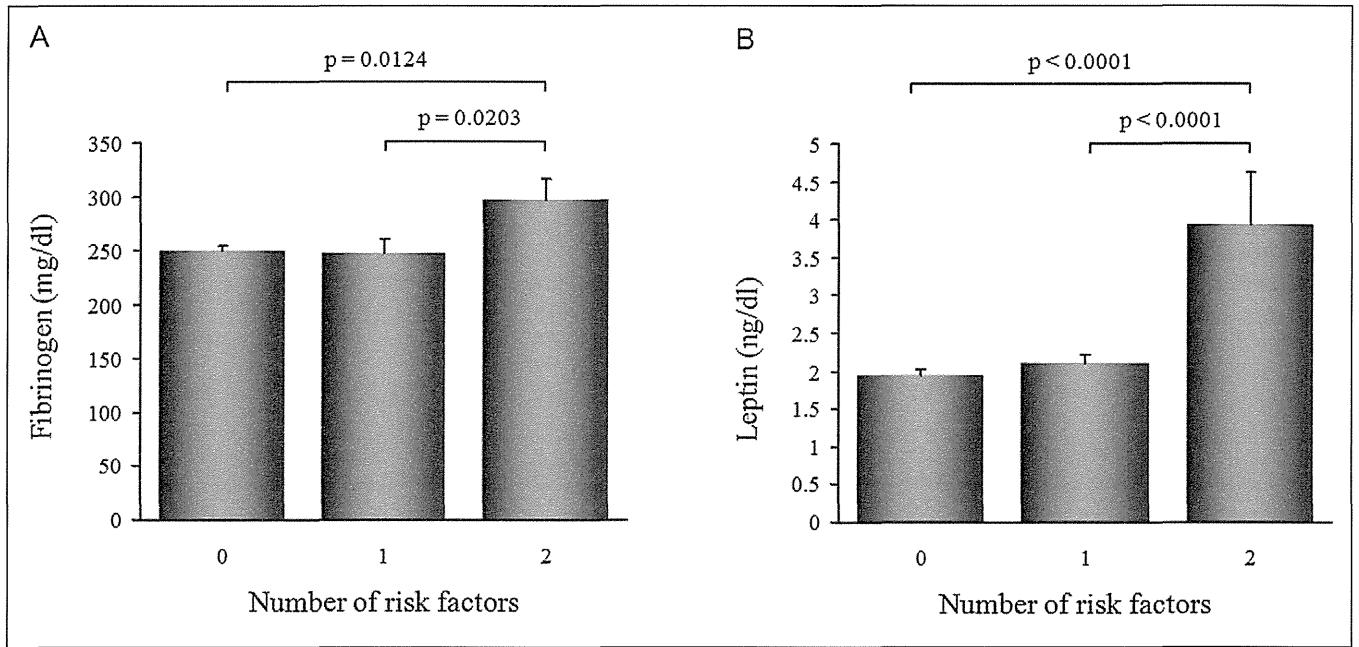 A
p = 0.0124
p = 0.0203
350
300
250
200
150
100
50
0
Fibrinogen (mg/dl)
0 1 2
Number of risk factors
B
p < 0.0001
p < 0.0001
5
4.5
4
3.5
3
2.5
2
1.5
1
0.5
0
Leptin (ng/dl)
0 1 2
Number of risk factors